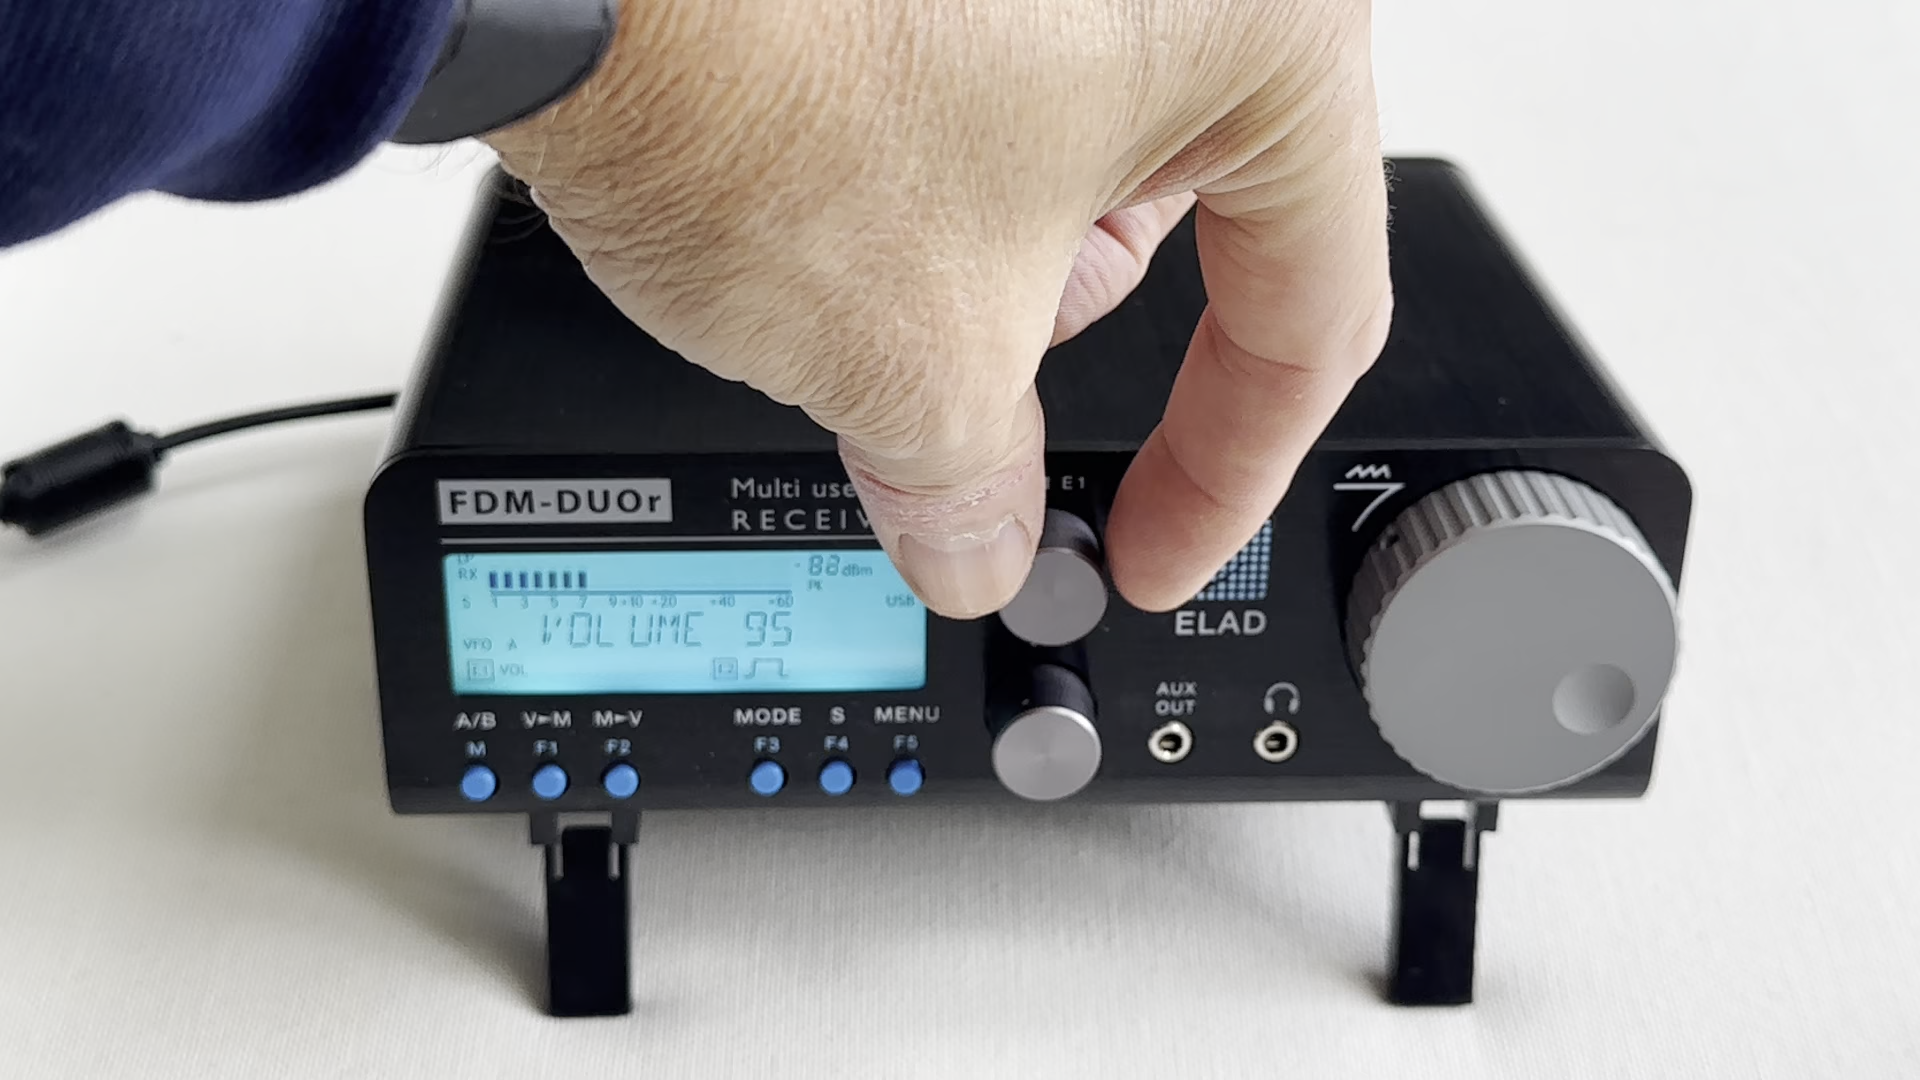 FDM-DUOr
Multi use
RECEIV
E1
RX
-88 dBm
PK
S 1 3 5 7 9 +10 +20 +40 +60
USB
VOLUME 95
VFO A
E1 VOL
E2
ELAD
A/B V►M M►V MODE S MENU
M F1 F2 F3 F4 F5
AUX
OUT